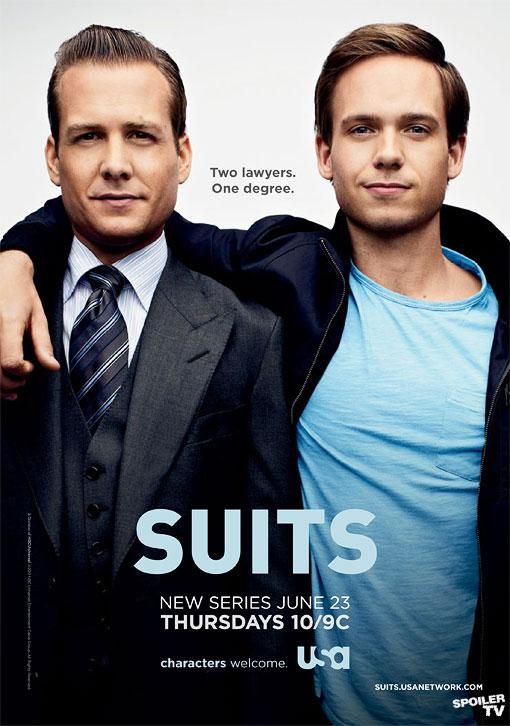 Two lawyers.
One degree.
SUITS
NEW SERIES JUNE 23
THURSDAYS 10/9C
characters welcome. usa
SUITS.USANETWORK.COM
SPOILER
TV